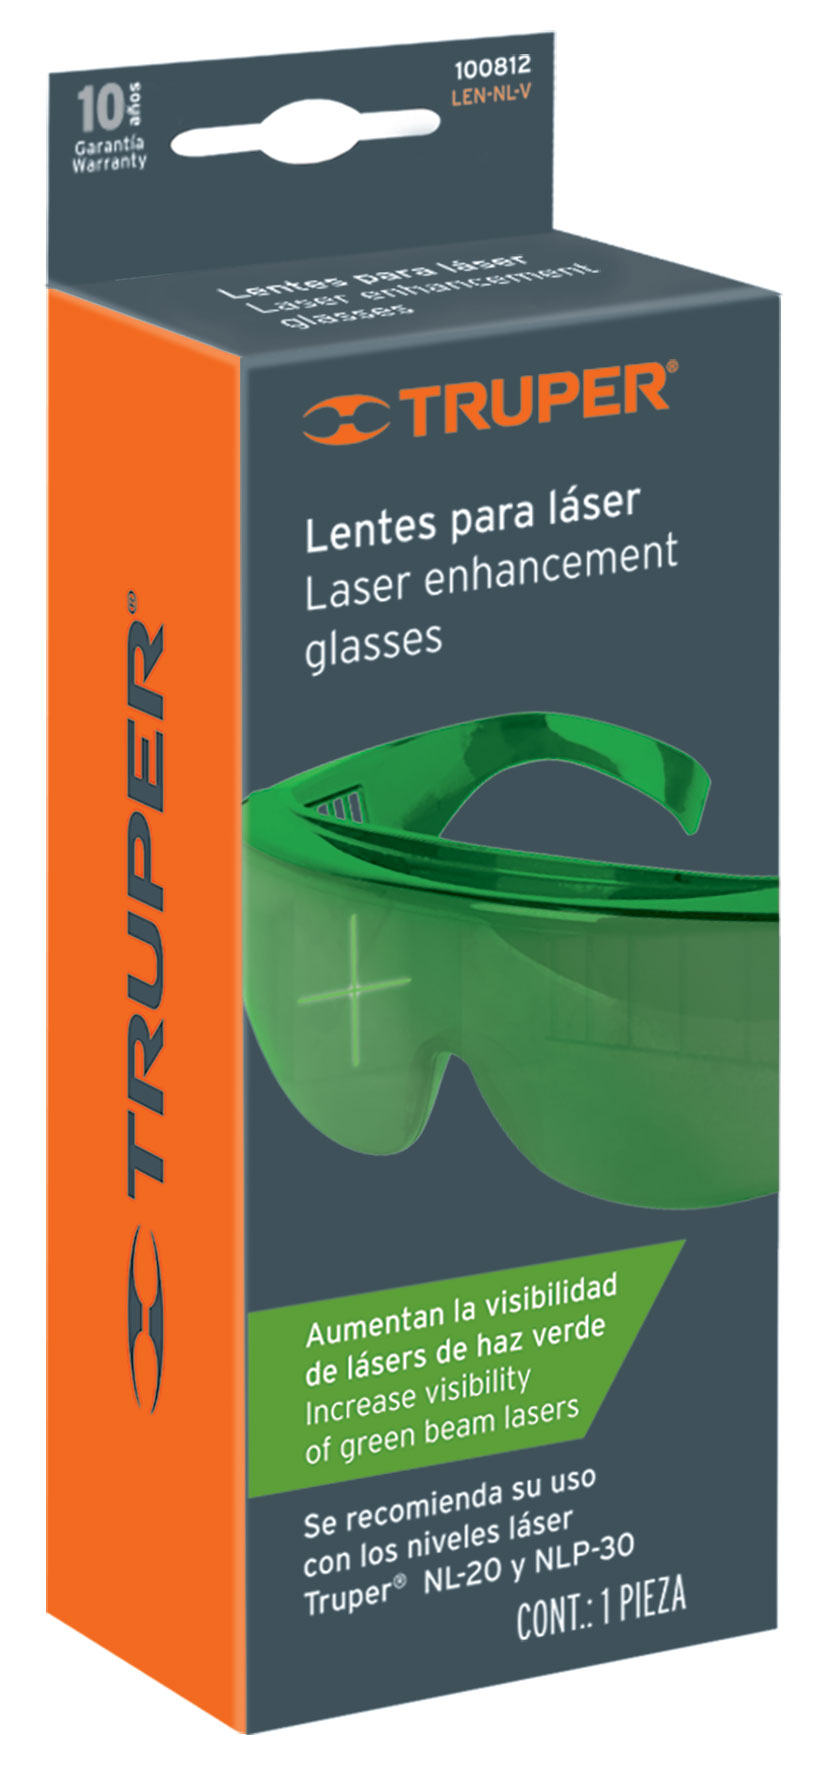 10 años
Garantía
Warranty
100812
LEN-NL-V
Lentes para láser
Laser enhancement
glasses
TRUPER®
Lentes para láser
Laser enhancement
glasses
TRUPER®
Aumentan la visibilidad
de lásers de haz verde
Increase visibility
of green beam lasers
Se recomienda su uso
con los niveles láser
Truper® NL-20 y NLP-30
CONT.: 1 PIEZA